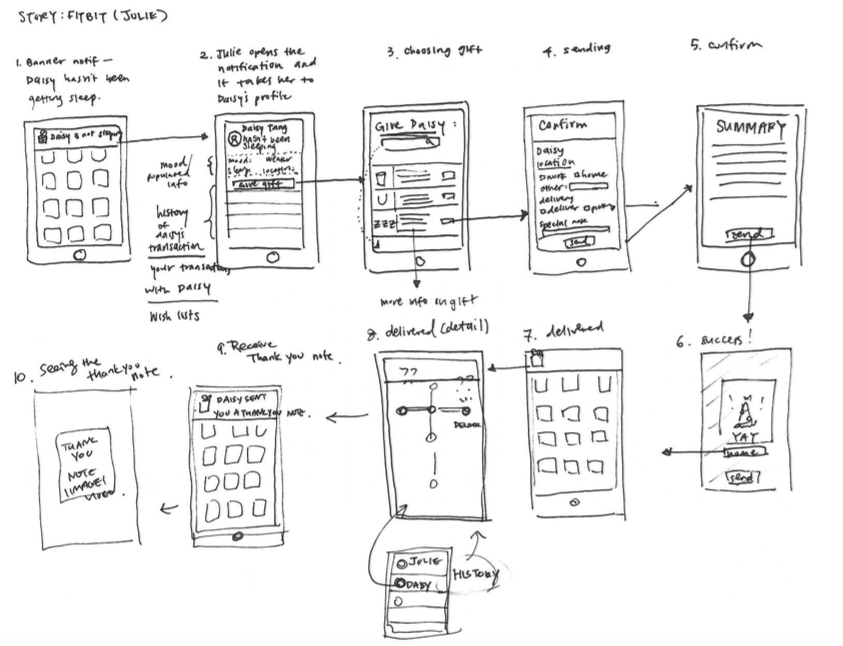 STORY: FITBIT (JULIE)
1. Banner notif –
Daisy hasn't been
getting sleep.
Daisy is not sleeping
2. Julie opens the
notification and
it takes her to
Daisy's profile
Daisy Tang
hasn't been
sleeping
mood: wear
sleep: location:
Give gift
mood/
populated
info
history
of
daisy's
transaction
your transactions
with Daisy
Wish lists
3. choosing gift
Give Daisy :
ZZZ
more info on gift
4. sending
Confirm
Daisy
location
work home
other:
delivery
deliver pickup
special note
send
5. confirm
SUMMARY
send
6. success!
YAY
name
send
7. delivered
8. delivered (detail)
??
??
DELIVER
JULIE
DAISY
HISTORY
9. Receive
Thank you note.
DAISY SENT
YOU A THANK YOU NOTE.
10. Seeing the
thank you
note.
THANK
YOU
NOTE
/IMAGE/
VIDEO.